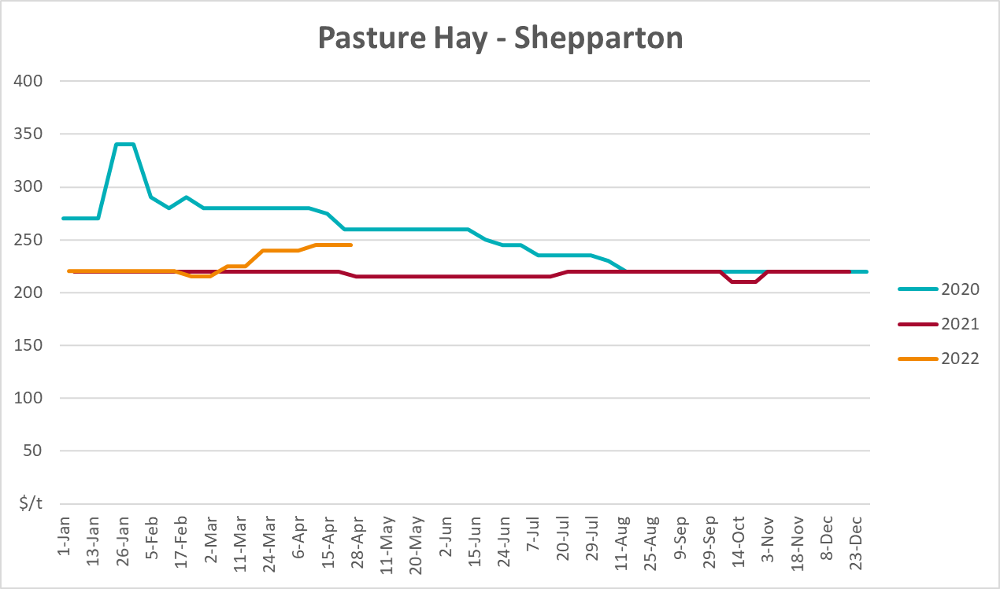 Pasture Hay - Shepparton
400
350
300
250
200
150
100
50
$/t
1-Jan
13-Jan
26-Jan
5-Feb
17-Feb
2-Mar
11-Mar
24-Mar
6-Apr
15-Apr
28-Apr
11-May
20-May
2-Jun
15-Jun
24-Jun
7-Jul
20-Jul
29-Jul
11-Aug
25-Aug
9-Sep
29-Sep
14-Oct
3-Nov
18-Nov
8-Dec
23-Dec
2020
2021
2022